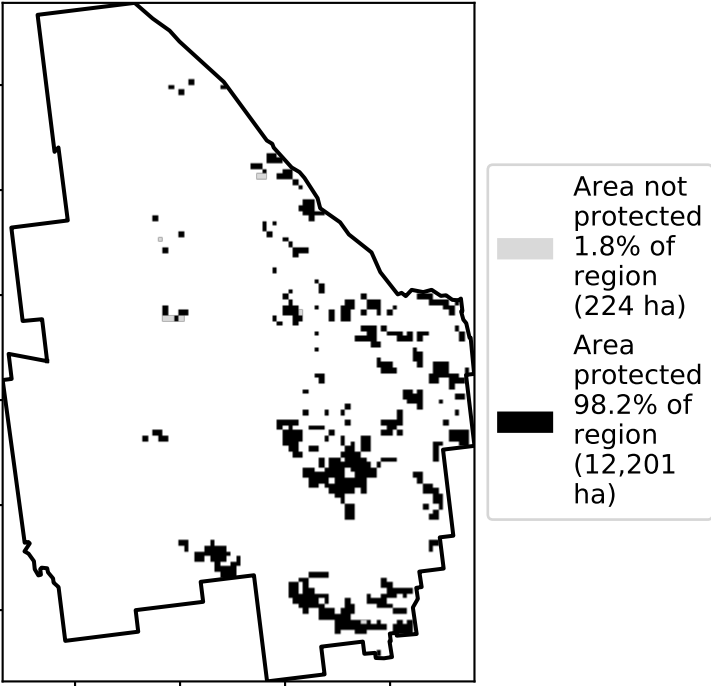 Area not
protected
1.8% of
region
(224 ha)
Area
protected
98.2% of
region
(12,201
ha)